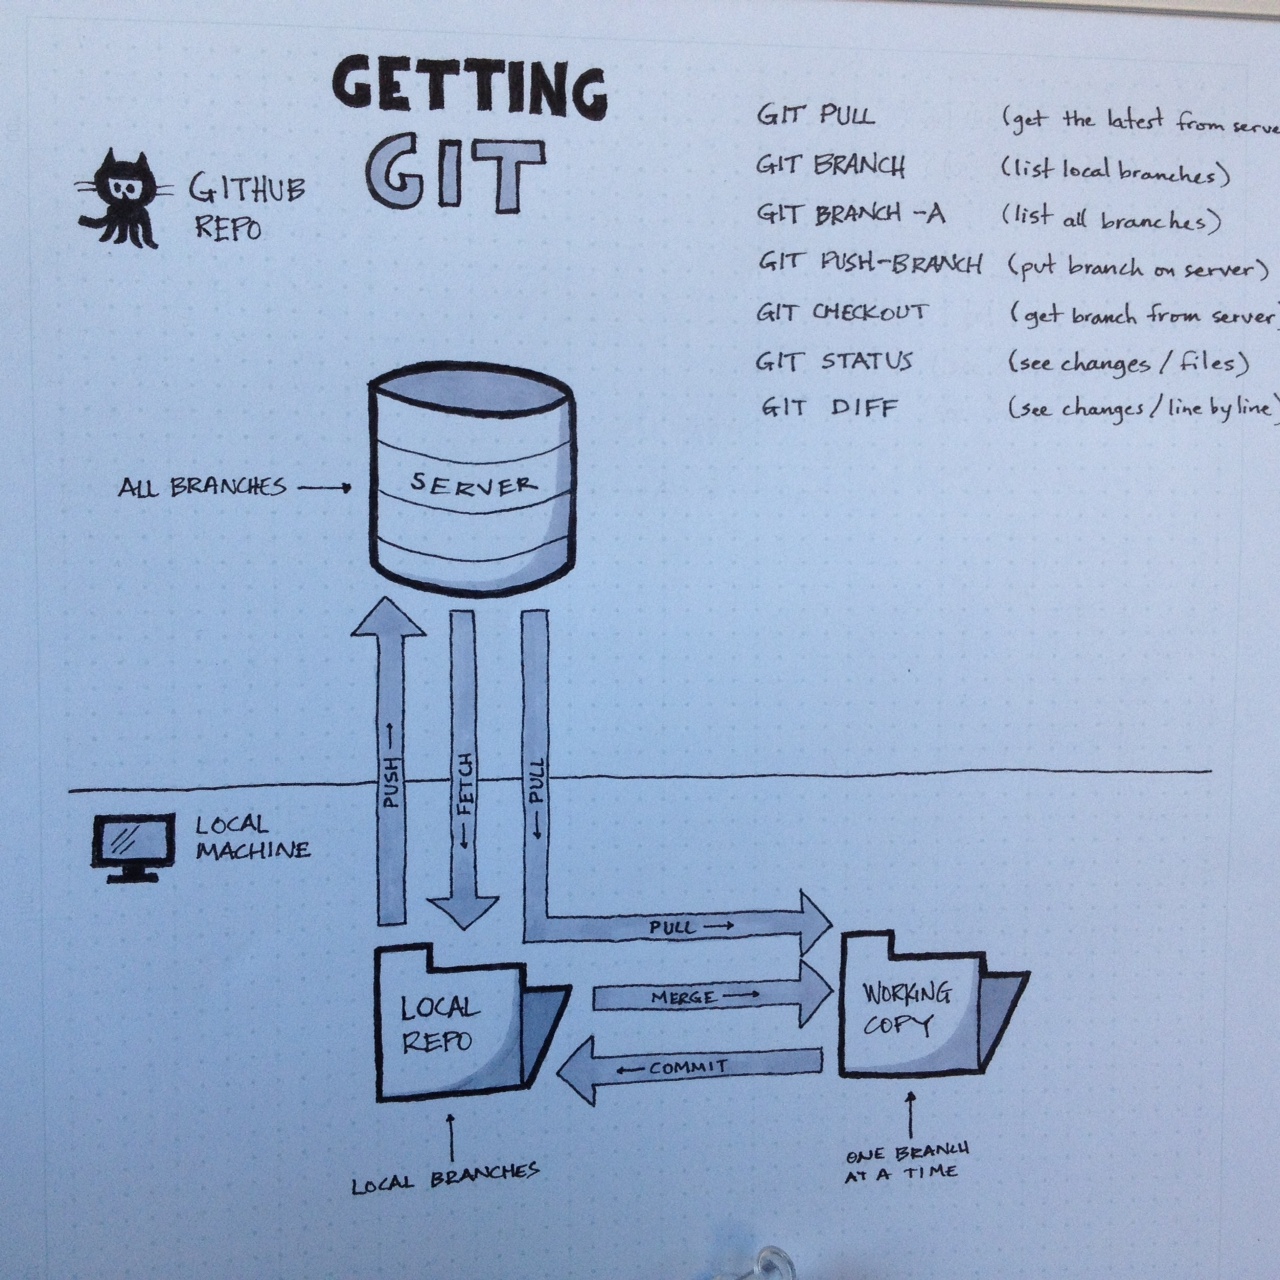 GETTING
GIT
GITHUB
REPO
GIT PULL (get the latest from serve
GIT BRANCH (list local branches)
GIT BRANCH -A (list all branches)
GIT PUSH-BRANCH (put branch on server)
GIT CHECKOUT (get branch from server)
GIT STATUS (see changes / files)
GIT DIFF (see changes / line by line)
ALL BRANCHES →
SERVER
PUSH →
← FETCH
← PULL
LOCAL
MACHINE
PULL →
LOCAL
REPO
MERGE →
WORKING
COPY
← COMMIT
LOCAL BRANCHES
ONE BRANCH
AT A TIME